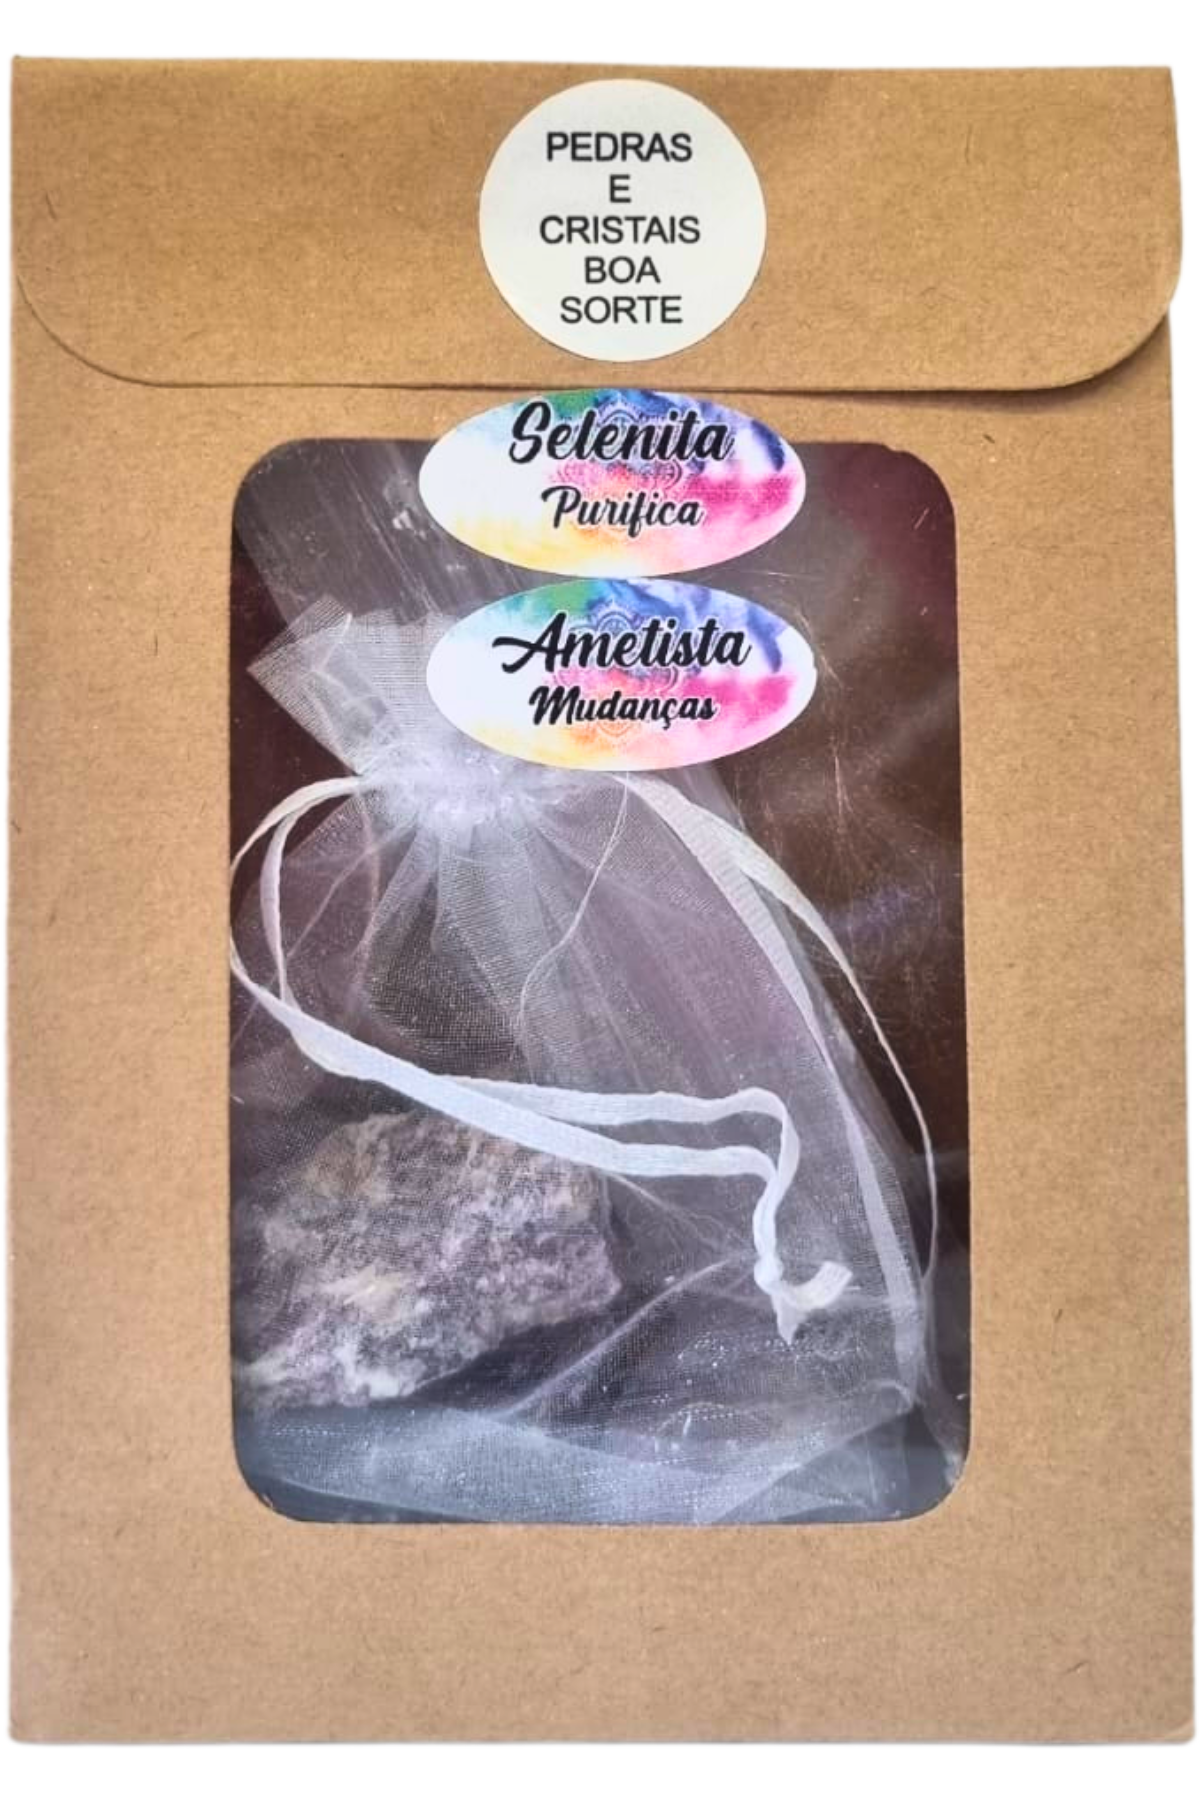 PEDRAS
E
CRISTAIS
BOA
SORTE
Selenita
Purifica
Ametista
Mudanças